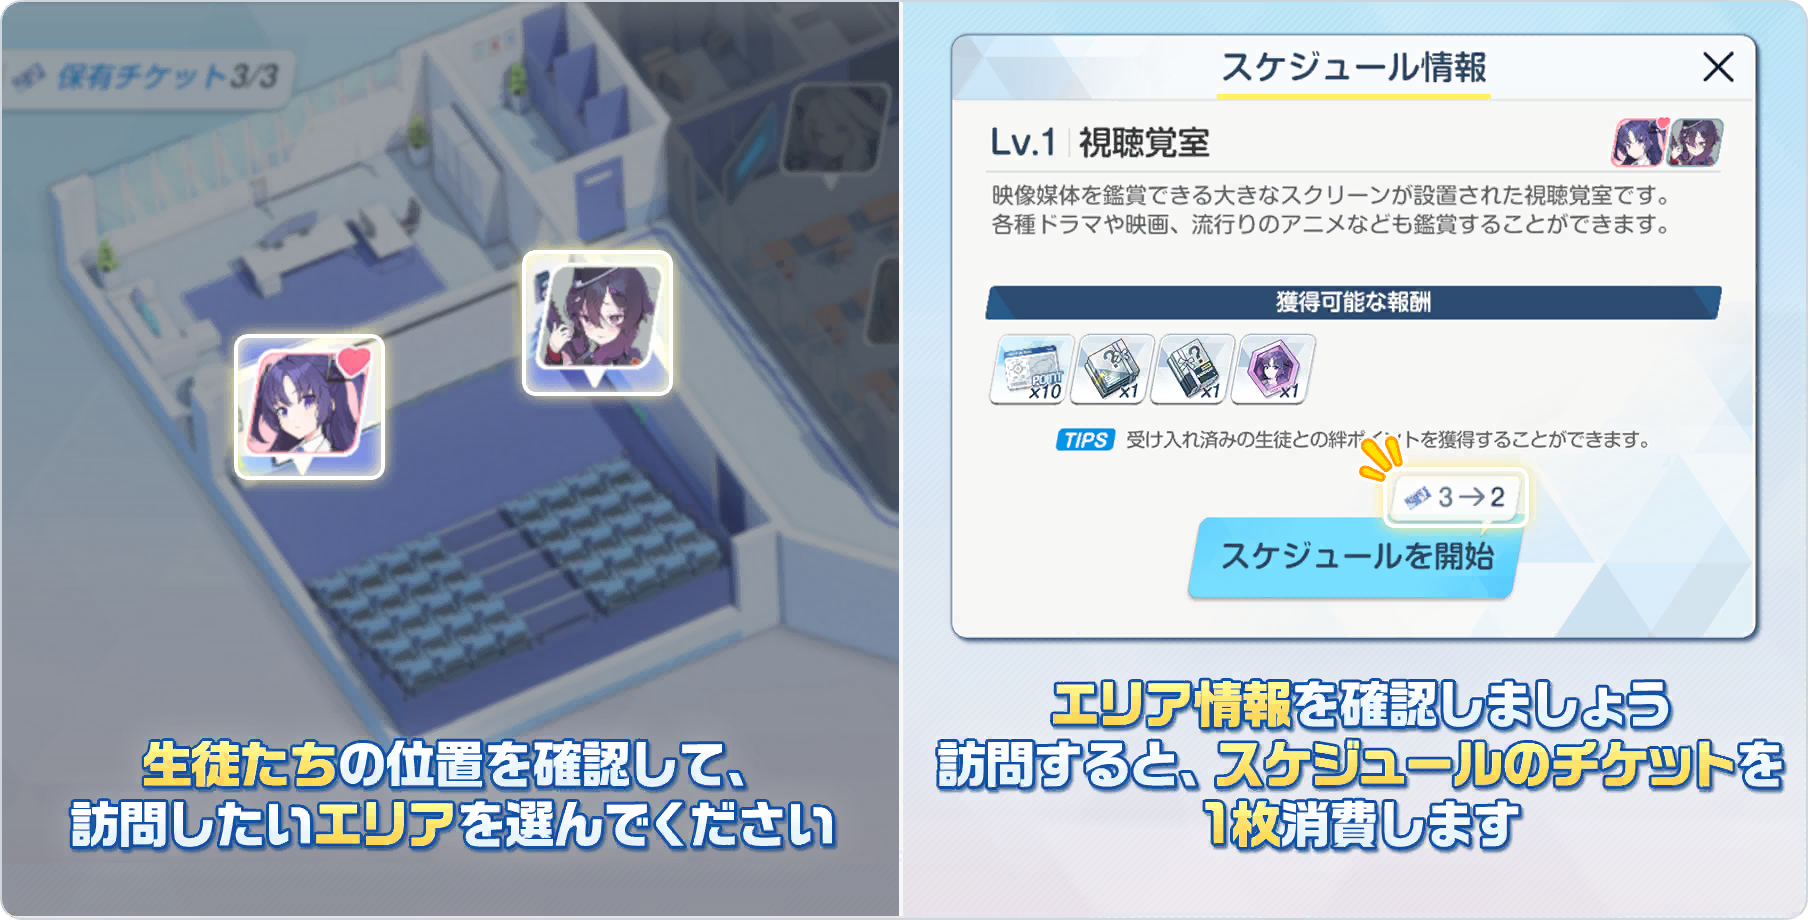 保有チケット3/3
生徒たちの位置を確認して、
訪問したいエリアを選んでください
スケジュール情報
Lv.1 視聴覚室
映像媒体を鑑賞できる大きなスクリーンが設置された視聴覚室です。
各種ドラマや映画、流行りのアニメなども鑑賞することができます。
獲得可能な報酬
x10 x1 x1 x1
TIPS 受け入れ済みの生徒との絆ポイントを獲得することができます。
3→2
スケジュールを開始
エリア情報を確認しましょう
訪問すると、スケジュールのチケットを
1枚消費します